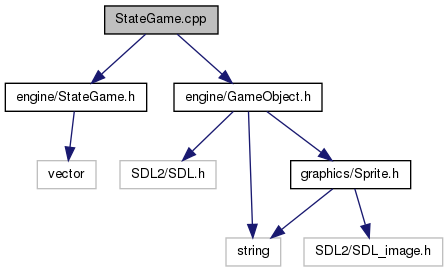 StateGame.cpp
engine/StateGame.h
engine/GameObject.h
vector
SDL2/SDL.h
graphics/Sprite.h
string
SDL2/SDL_image.h